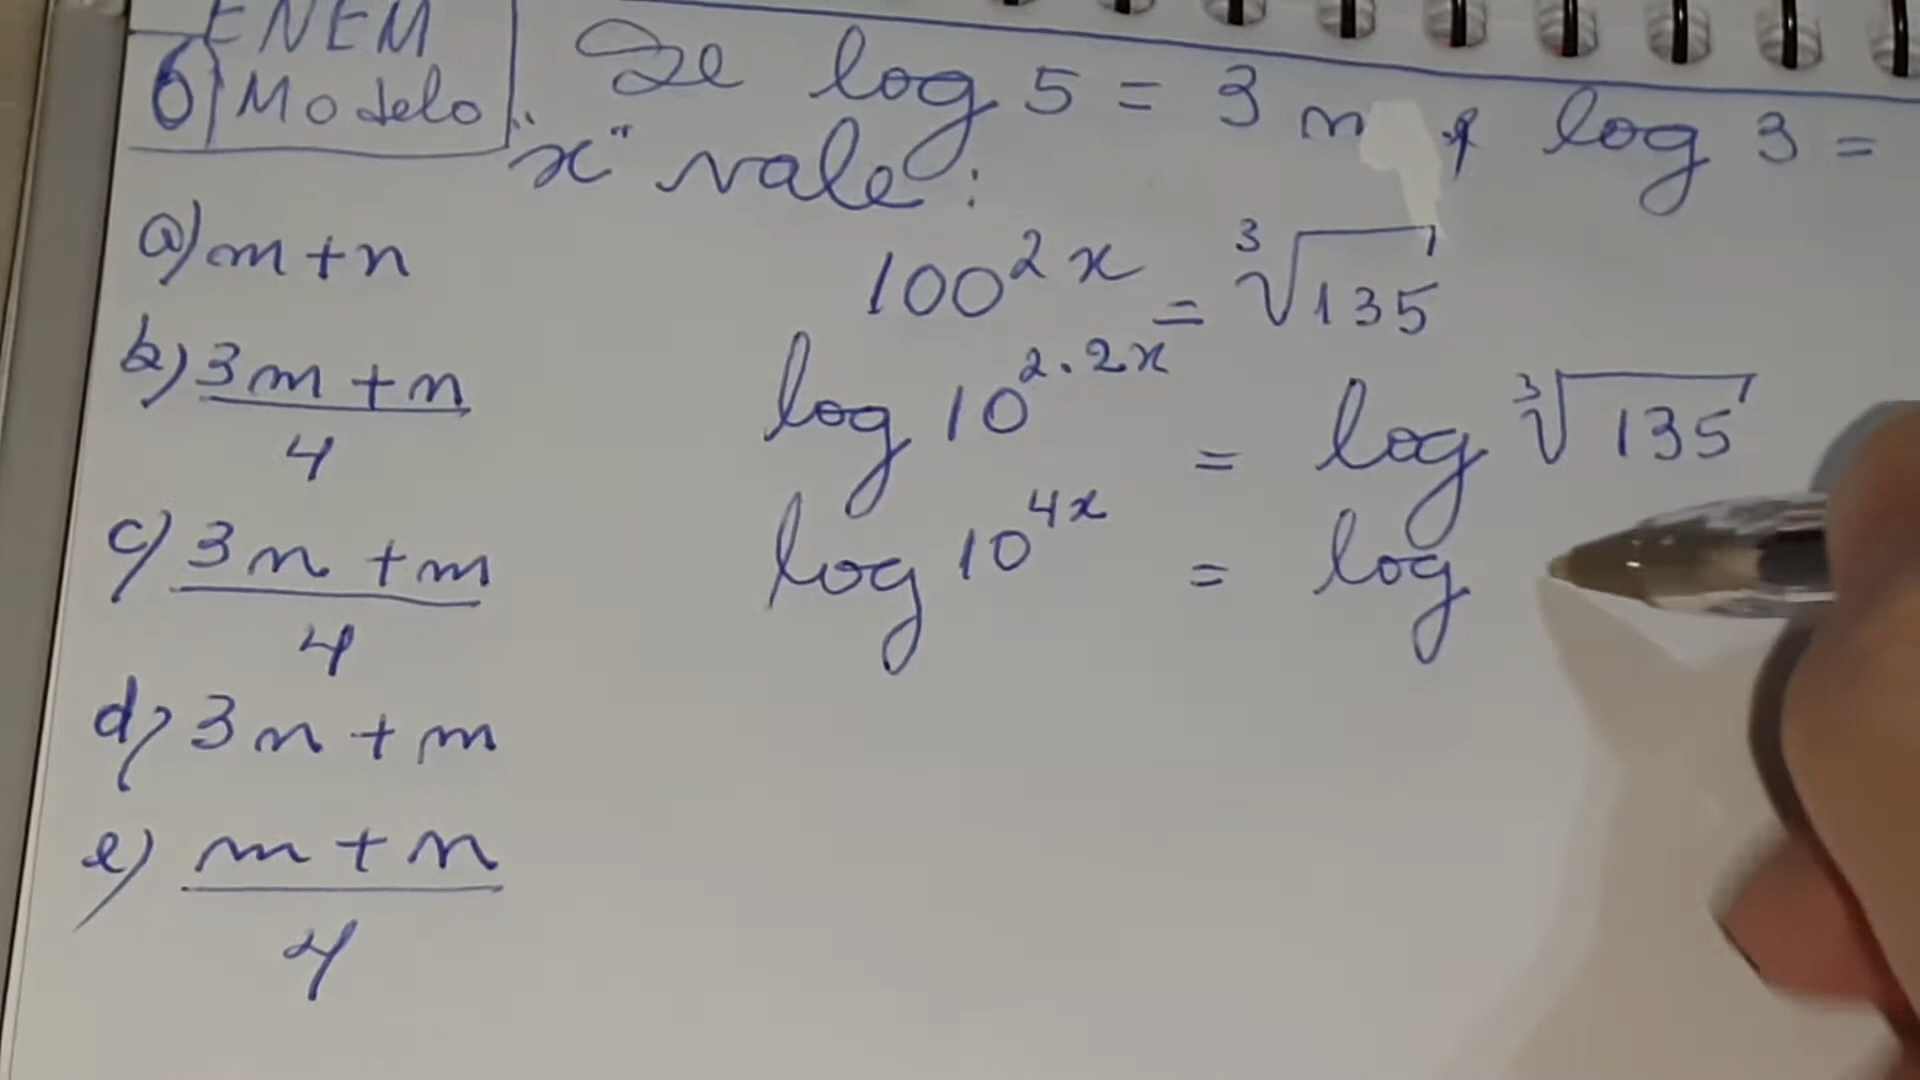 ENEM
6) Modelo
Se log 5 = 3 n e log 3 =
"x" vale:
a) m + n
b) 3m + n
4
c) 3n + m
4
d) 3n + m
e) m + n
4
100^{2x} = ∛135
log 10^{2.2x} = log ∛135
log 10^{4x} = log